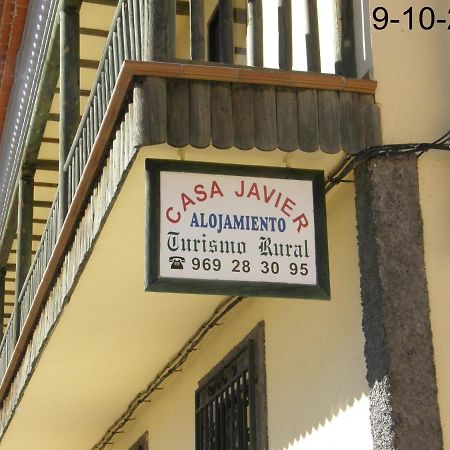 9-10-2
CASA JAVIER
ALOJAMIENTO
Turismo Rural
969 28 30 95